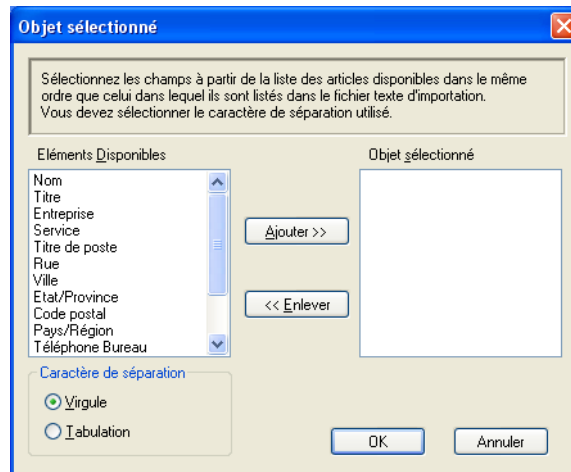 Objet sélectionné
Sélectionnez les champs à partir de la liste des articles disponibles dans le même
ordre que celui dans lequel ils sont listés dans le fichier texte d'importation.
Vous devez sélectionner le caractère de séparation utilisé.
Eléments Disponibles
Objet sélectionné
Nom
Titre
Entreprise
Service
Titre de poste
Rue
Ville
Etat/Province
Code postal
Pays/Région
Téléphone Bureau
Ajouter >>
<< Enlever
Caractère de séparation
Virgule
Tabulation
OK
Annuler